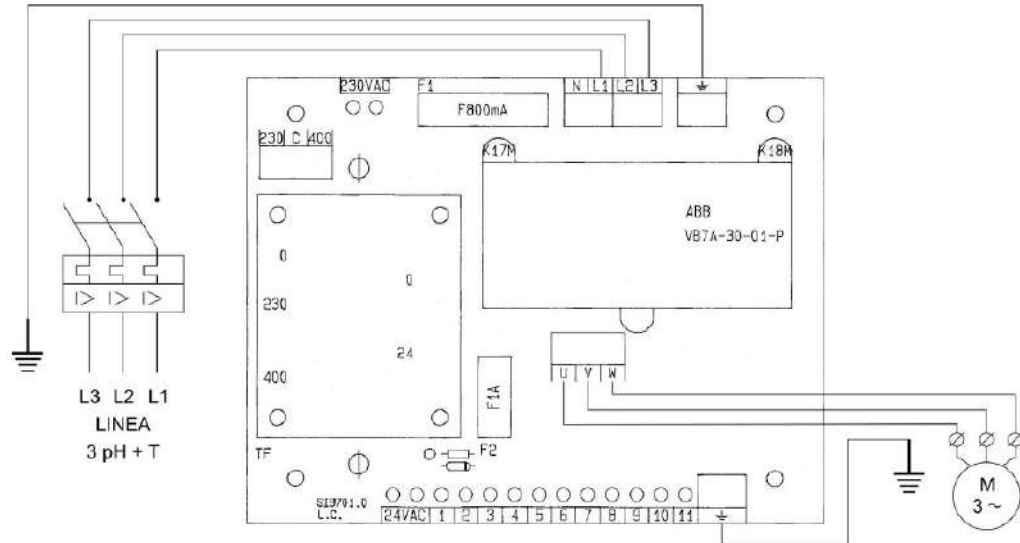 230VAC F1 N L1 L2 L3
F800mA
230 C 400
K17M K18M
ABB
VB7A-30-01-P
0
0
230
24
400
U V W
F1A
L3 L2 L1
LINEA
3 pH + T
I> I> I>
TF
F2
M
3 ~
SI9701.0
L.C.
24VAC 1 2 3 4 5 6 7 8 9 10 11